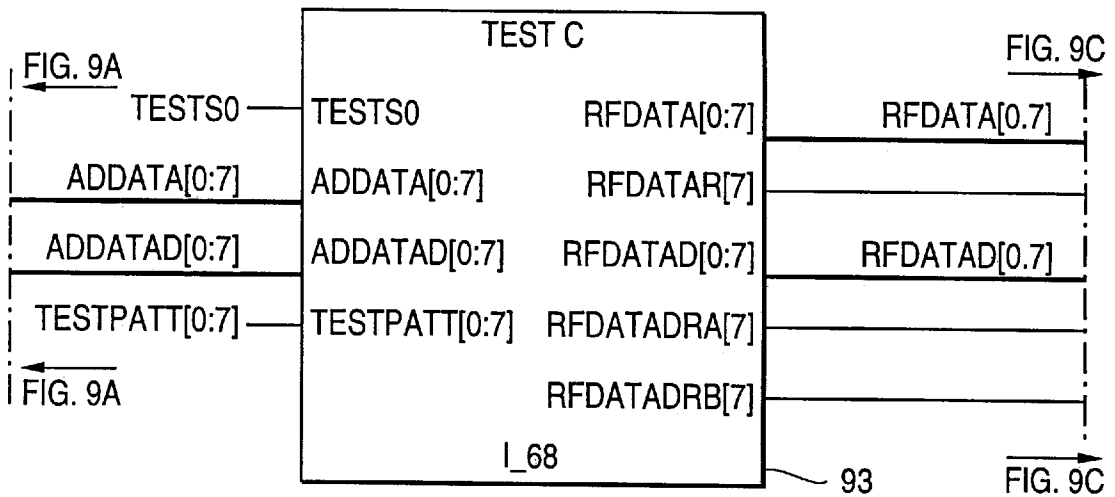 TEST C
FIG. 9A
FIG. 9C
TESTS0
TESTS0
RFDATA[0:7]
RFDATA[0.7]
ADDATA[0:7]
ADDATA[0:7]
RFDATAR[7]
ADDATAD[0:7]
ADDATAD[0:7]
RFDATAD[0:7]
RFDATAD[0.7]
TESTPATT[0:7]
TESTPATT[0:7]
RFDATADRA[7]
FIG. 9A
RFDATADRB[7]
I_68
93
FIG. 9C